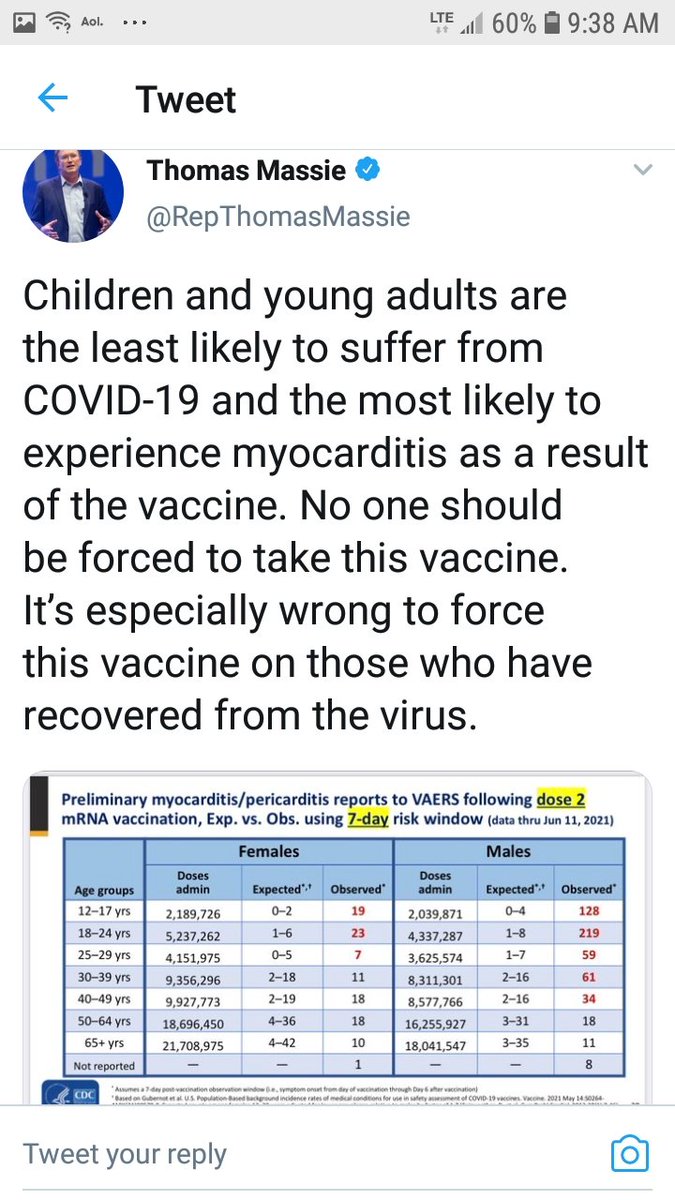 Aol. ... LTE 60% 9:38 AM
Tweet
Thomas Massie
@RepThomasMassie
Children and young adults are
the least likely to suffer from
COVID-19 and the most likely to
experience myocarditis as a result
of the vaccine. No one should
be forced to take this vaccine.
It’s especially wrong to force
this vaccine on those who have
recovered from the virus.
Preliminary myocarditis/pericarditis reports to VAERS following dose 2
mRNA vaccination, Exp. vs. Obs. using 7-day risk window (data thru Jun 11, 2021)
Females Males
Age groups Doses admin Expected*,† Observed* Doses admin Expected*,† Observed*
12–17 yrs 2,189,726 0–2 19 2,039,871 0–4 128
18–24 yrs 5,237,262 1–6 23 4,337,287 1–8 219
25–29 yrs 4,151,975 0–5 7 3,625,574 1–7 59
30–39 yrs 9,356,296 2–18 11 8,311,301 2–16 61
40–49 yrs 9,927,773 2–19 18 8,577,766 2–16 34
50–64 yrs 18,696,450 4–36 18 16,255,927 3–31 18
65+ yrs 21,708,975 4–42 10 18,041,547 3–35 11
Not reported — — 1 — — 8
CDC
* Assumes a 7-day post-vaccination observation window (i.e., symptom onset from day of vaccination through Day 6 after vaccination)
Based on Gubernot et al. U.S. Population-Based background incidence rates of medical conditions for use in safety assessment of COVID-19 vaccines. Vaccine. 2021 May 14:S0264-
Tweet your reply